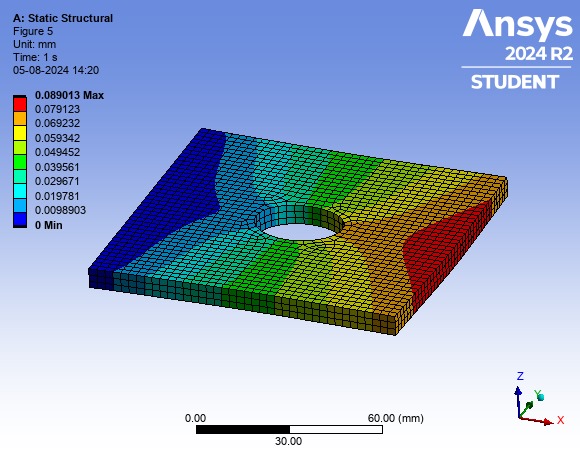 A: Static Structural
Figure 5
Unit: mm
Time: 1 s
05-08-2024 14:20
0.089013 Max
0.079123
0.069232
0.059342
0.049452
0.039561
0.029671
0.019781
0.0098903
0 Min
Ansys
2024 R2
STUDENT
0.00
60.00 (mm)
30.00
Z
Y
X